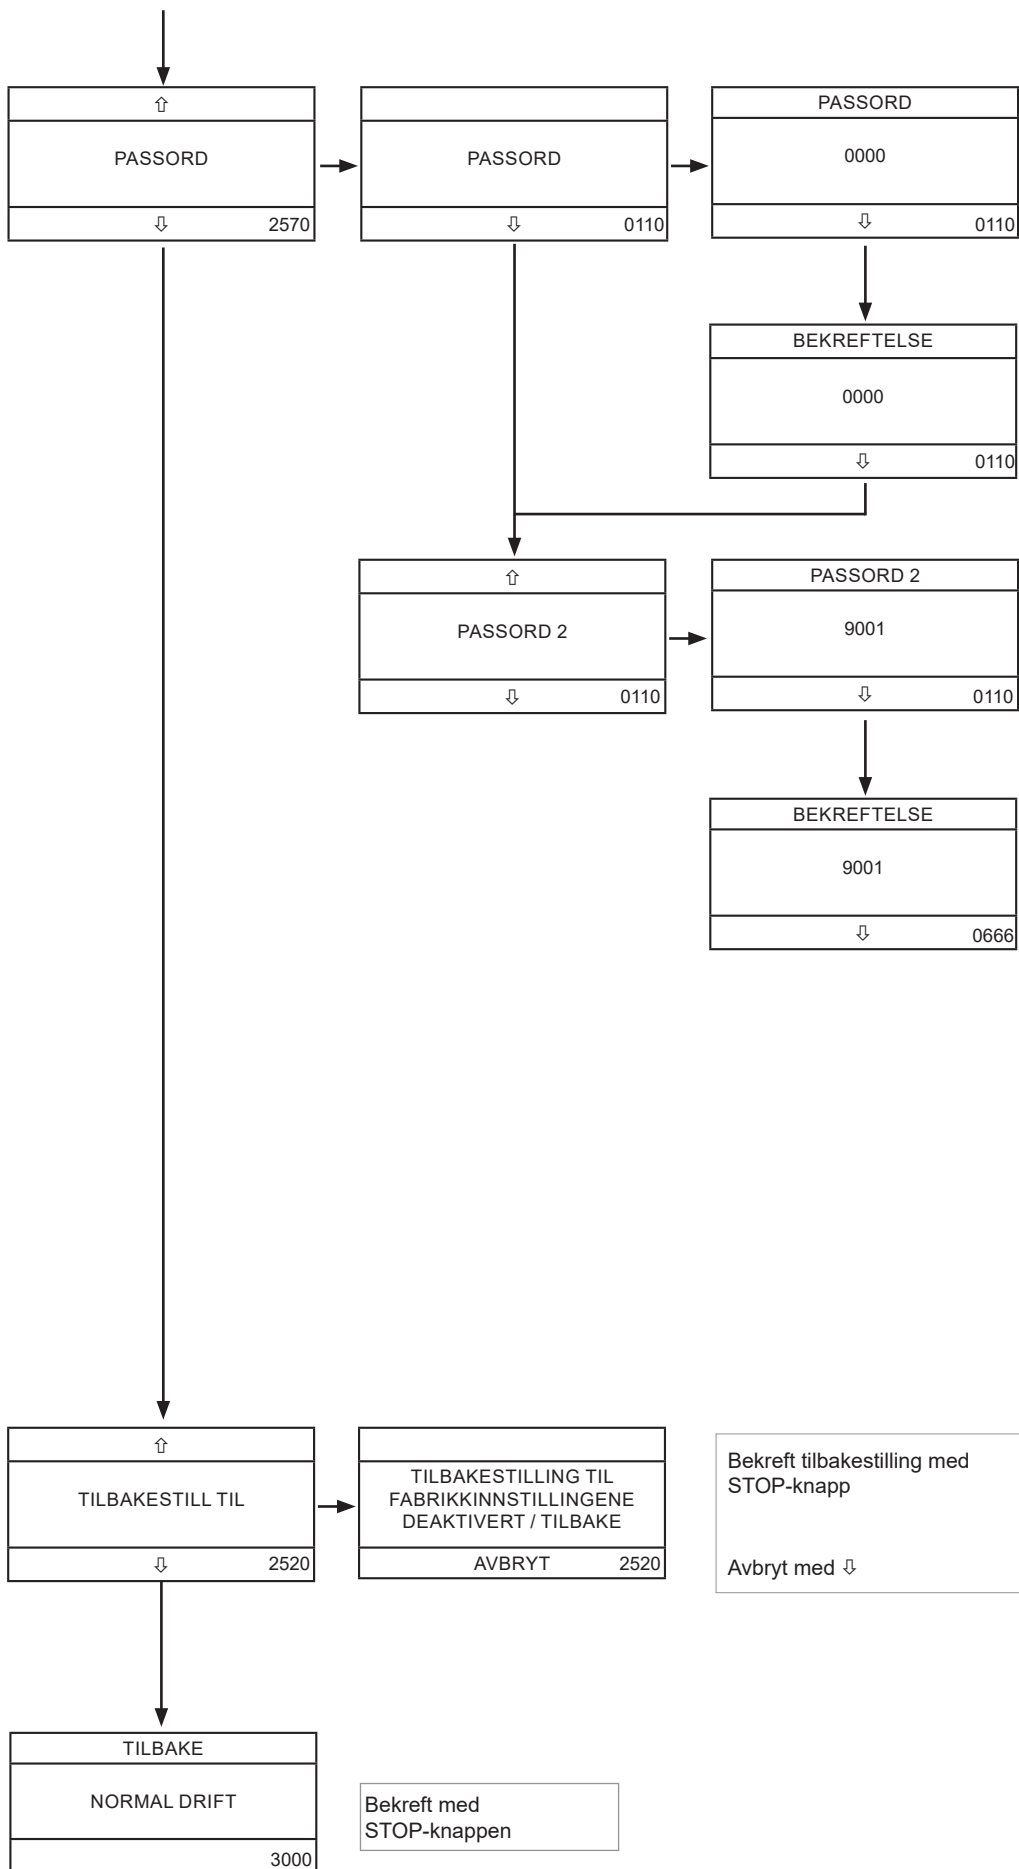 ⇧
PASSORD
⇩ 2570
PASSORD
⇩ 0110
PASSORD
0000
⇩ 0110
BEKREFTELSE
0000
⇩ 0110
⇧
PASSORD 2
⇩ 0110
PASSORD 2
9001
⇩ 0110
BEKREFTELSE
9001
⇩ 0666
⇧
TILBAKESTILL TIL
⇩ 2520
TILBAKESTILLING TIL
FABRIKKINNSTILLINGENE
DEAKTIVERT / TILBAKE
AVBRYT 2520
Bekreft tilbakestilling med
STOP-knapp
Avbryt med ⇩
TILBAKE
NORMAL DRIFT
3000
Bekreft med
STOP-knappen